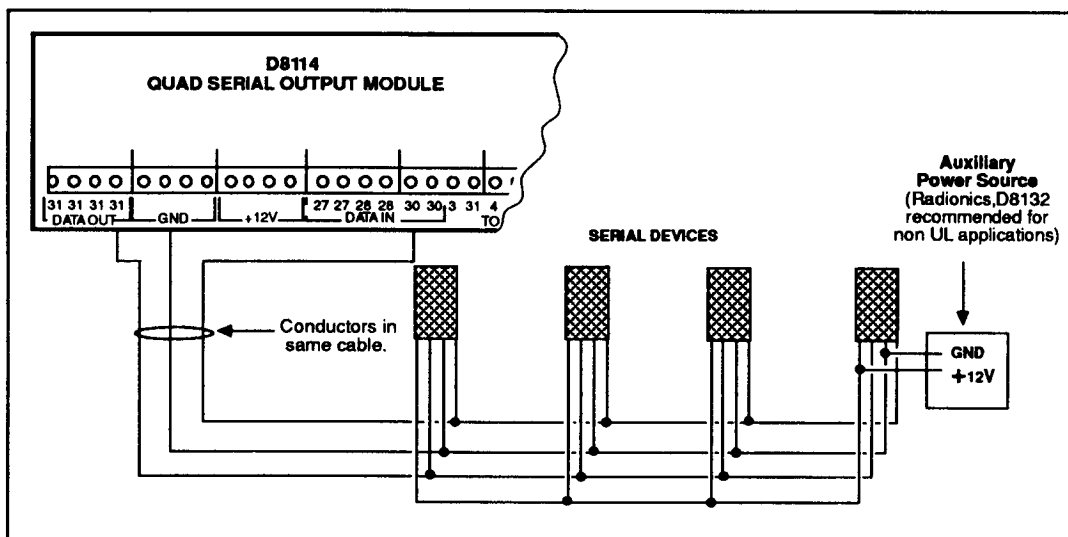 D8114
QUAD SERIAL OUTPUT MODULE
31 31 31 31 27 27 28 28 30 30 3 31 4
DATA OUT GND +12V DATA IN TO
Auxiliary
Power Source
(Radionics,D8132
recommended for
non UL applications)
SERIAL DEVICES
Conductors in
same cable.
GND
+12V